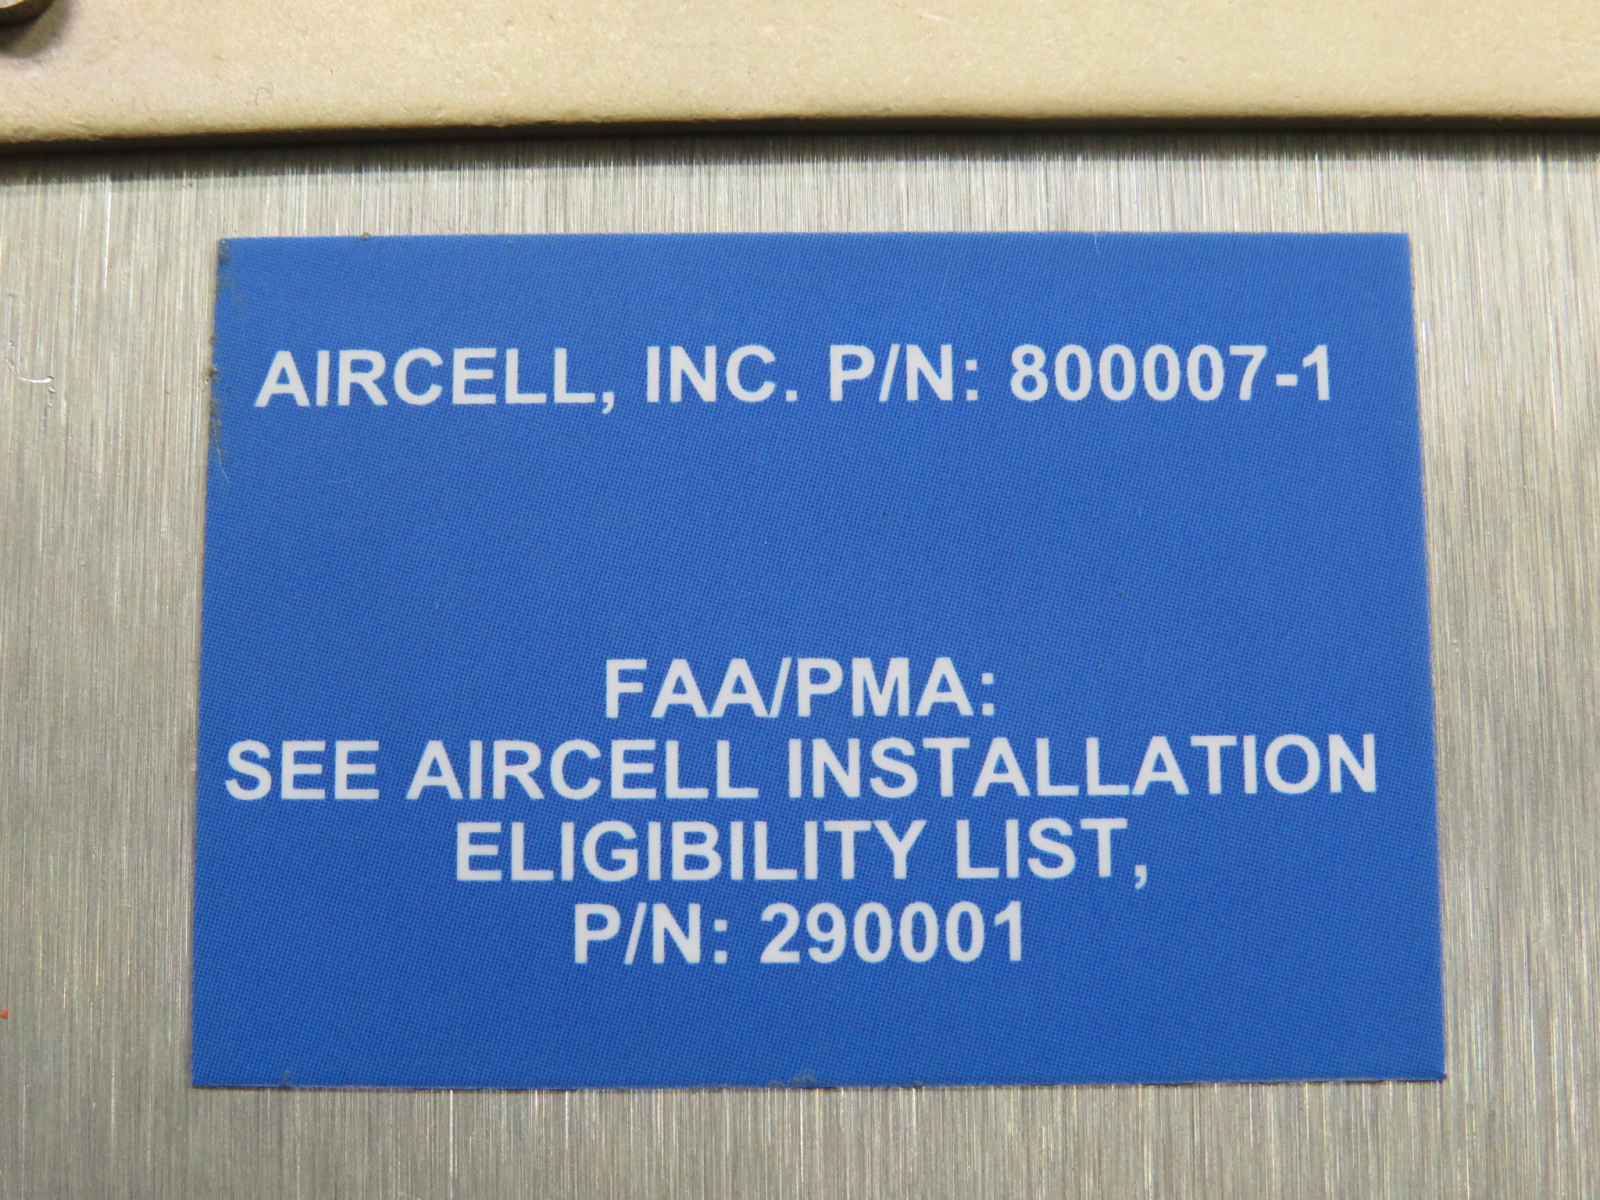 AIRCELL, INC. P/N: 800007-1
FAA/PMA:
SEE AIRCELL INSTALLATION
ELIGIBILITY LIST,
P/N: 290001